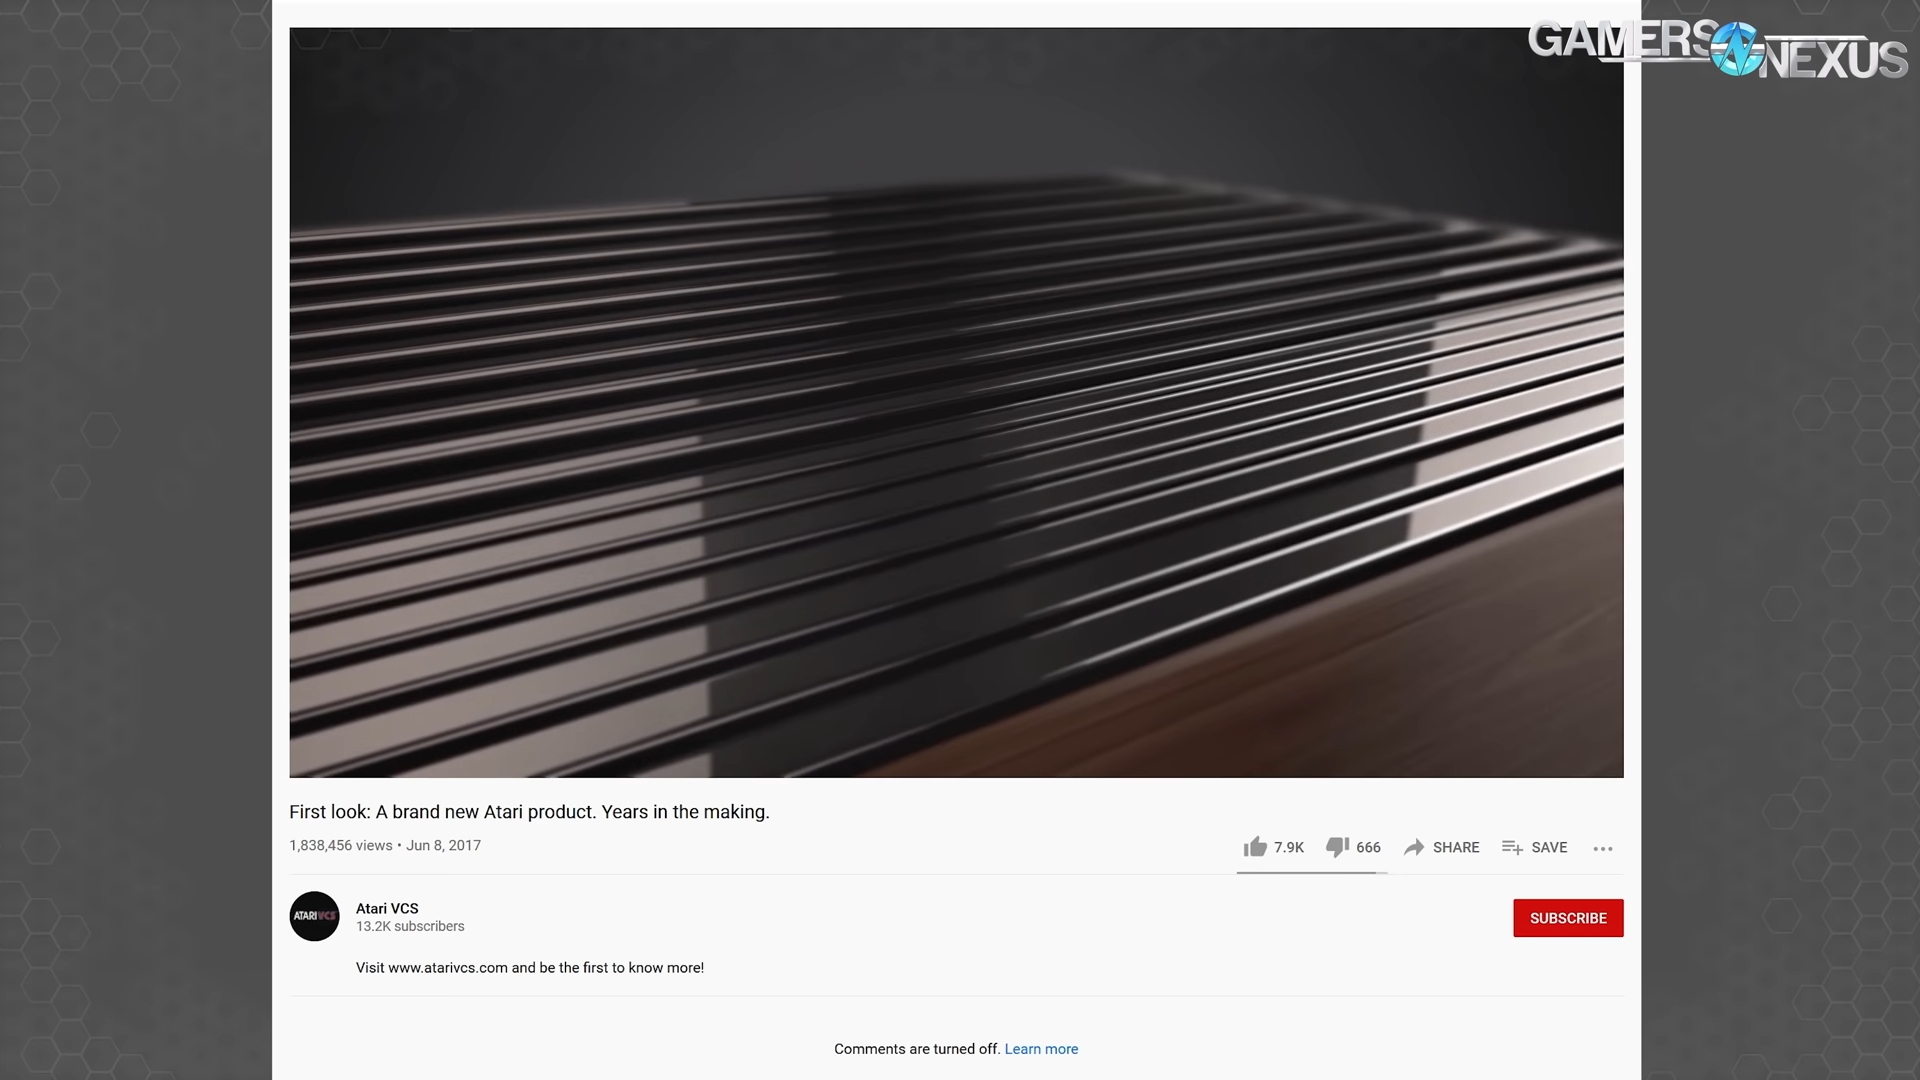 GAMERS NEXUS
First look: A brand new Atari product. Years in the making.
1,838,456 views • Jun 8, 2017
7.9K 666 SHARE SAVE
ATARI VCS
Atari VCS
13.2K subscribers
SUBSCRIBE
Visit www.atarivcs.com and be the first to know more!
Comments are turned off. Learn more